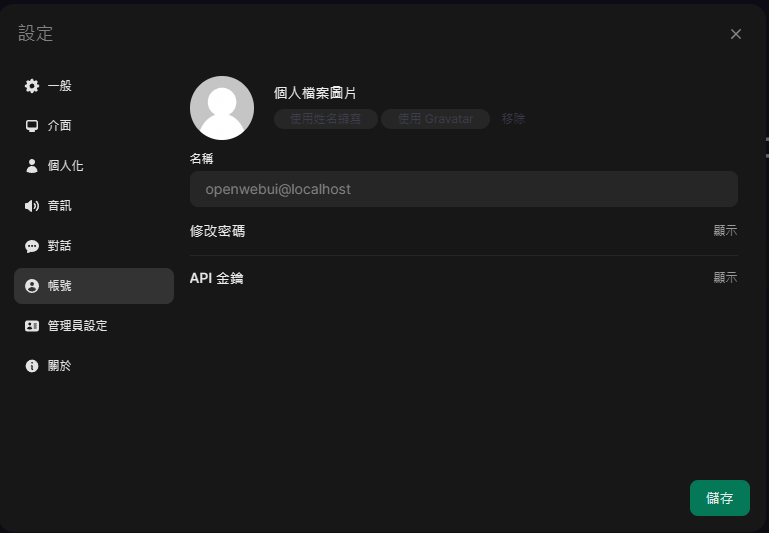 設定
一般
介面
個人化
音訊
對話
帳號
管理員設定
關於
個人檔案圖片
使用姓名縮寫 使用 Gravatar 移除
名稱
openwebui@localhost
修改密碼 顯示
API 金鑰 顯示
儲存